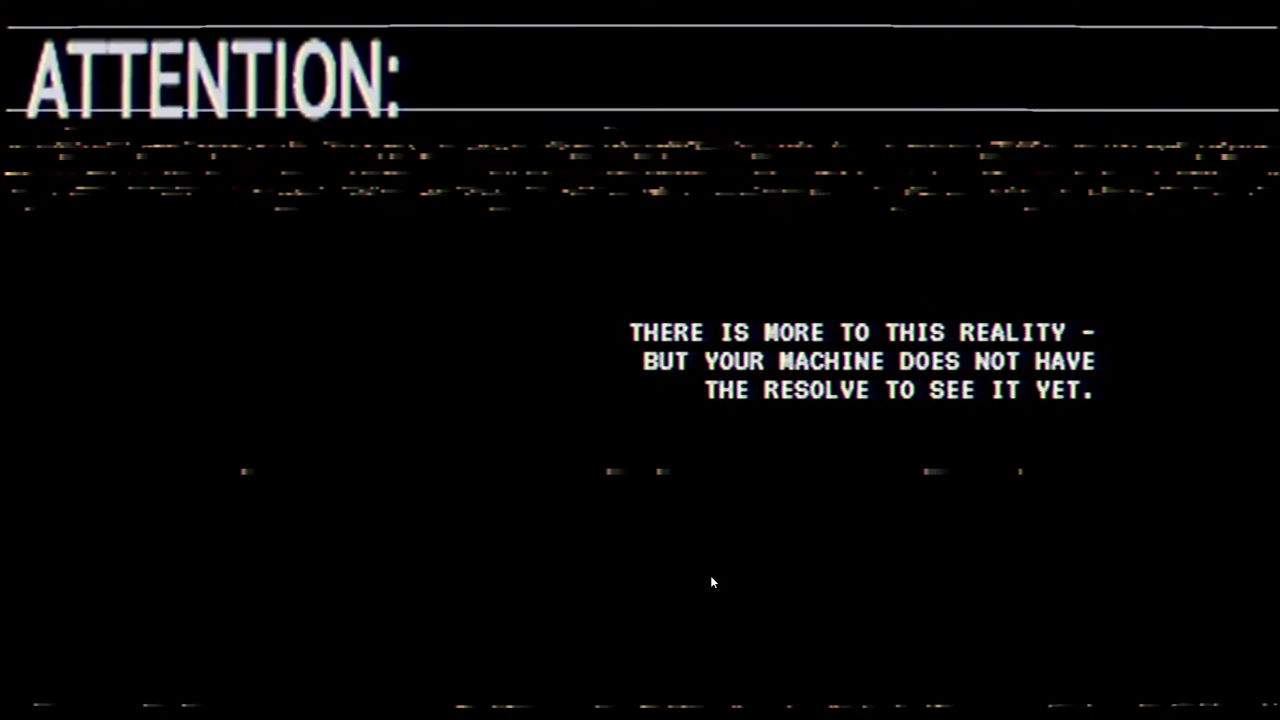 ATTENTION:
THERE IS MORE TO THIS REALITY -
BUT YOUR MACHINE DOES NOT HAVE
THE RESOLVE TO SEE IT YET.